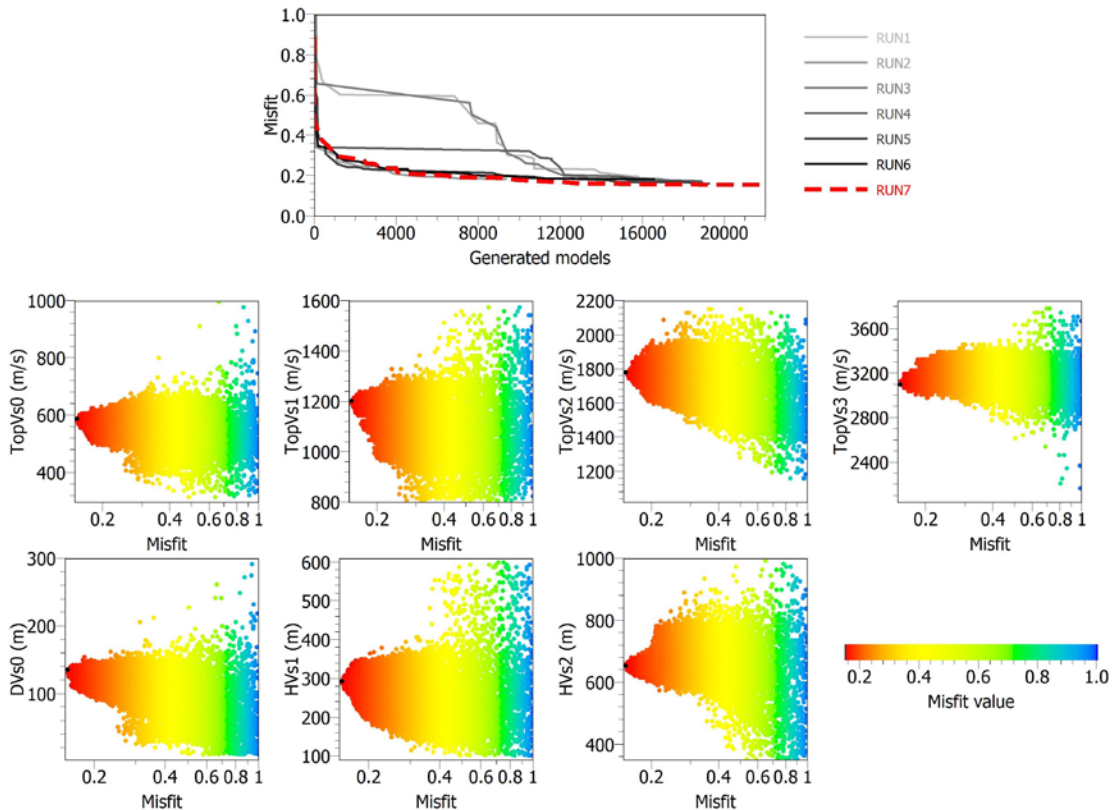 1.0
0.8
0.6
0.4
0.2
0.0
Misfit
0 4000 8000 12000 16000 20000
Generated models
RUN1
RUN2
RUN3
RUN4
RUN5
RUN6
RUN7
1000
800
600
400
TopVs0 (m/s)
0.2 0.4 0.6 0.8 1
Misfit
1600
1400
1200
1000
800
TopVs1 (m/s)
0.2 0.4 0.6 0.8 1
Misfit
2200
2000
1800
1600
1400
1200
TopVs2 (m/s)
0.2 0.4 0.6 0.8 1
Misfit
3600
3200
2800
2400
TopVs3 (m/s)
0.2 0.4 0.6 0.8 1
Misfit
300
200
100
DVs0 (m)
0.2 0.4 0.6 0.8 1
Misfit
600
500
400
300
200
100
HVs1 (m)
0.2 0.4 0.6 0.8 1
Misfit
1000
800
600
400
HVs2 (m)
0.2 0.4 0.6 0.8 1
Misfit
0.2 0.4 0.6 0.8 1.0
Misfit value